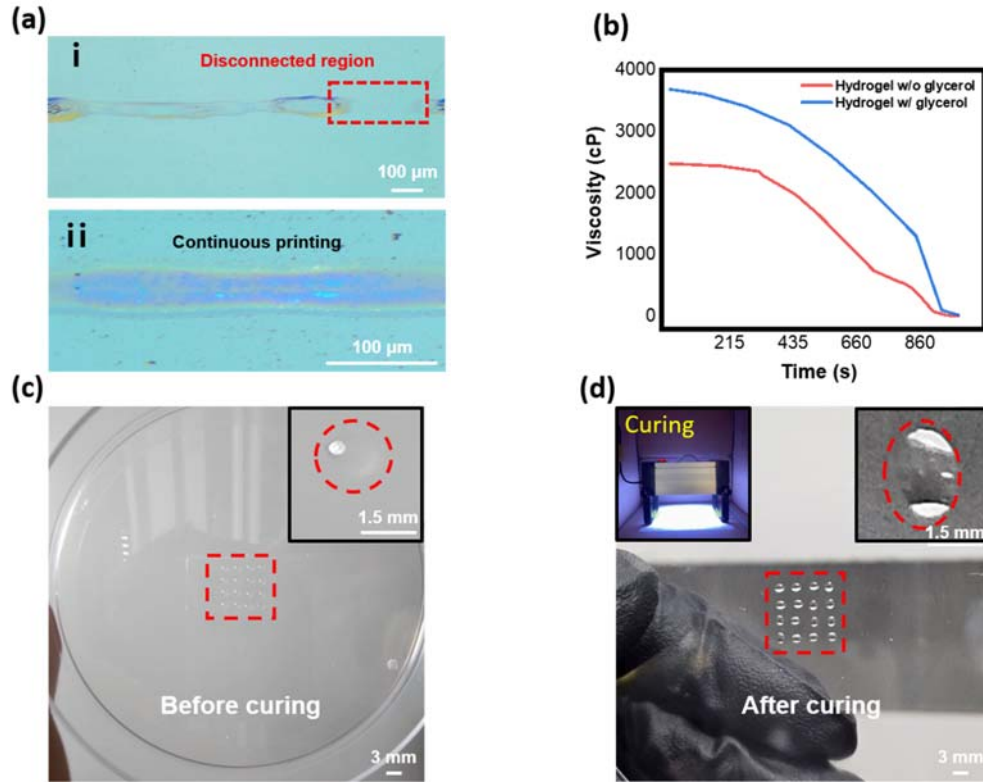 (a)
i
Disconnected region
100 µm
ii
Continuous printing
100 µm
(b)
4000
3000
2000
1000
0
Viscosity (cP)
Hydrogel w/o glycerol
Hydrogel w/ glycerol
215 435 660 860
Time (s)
(c)
1.5 mm
Before curing
3 mm
(d)
Curing
1.5 mm
After curing
3 mm